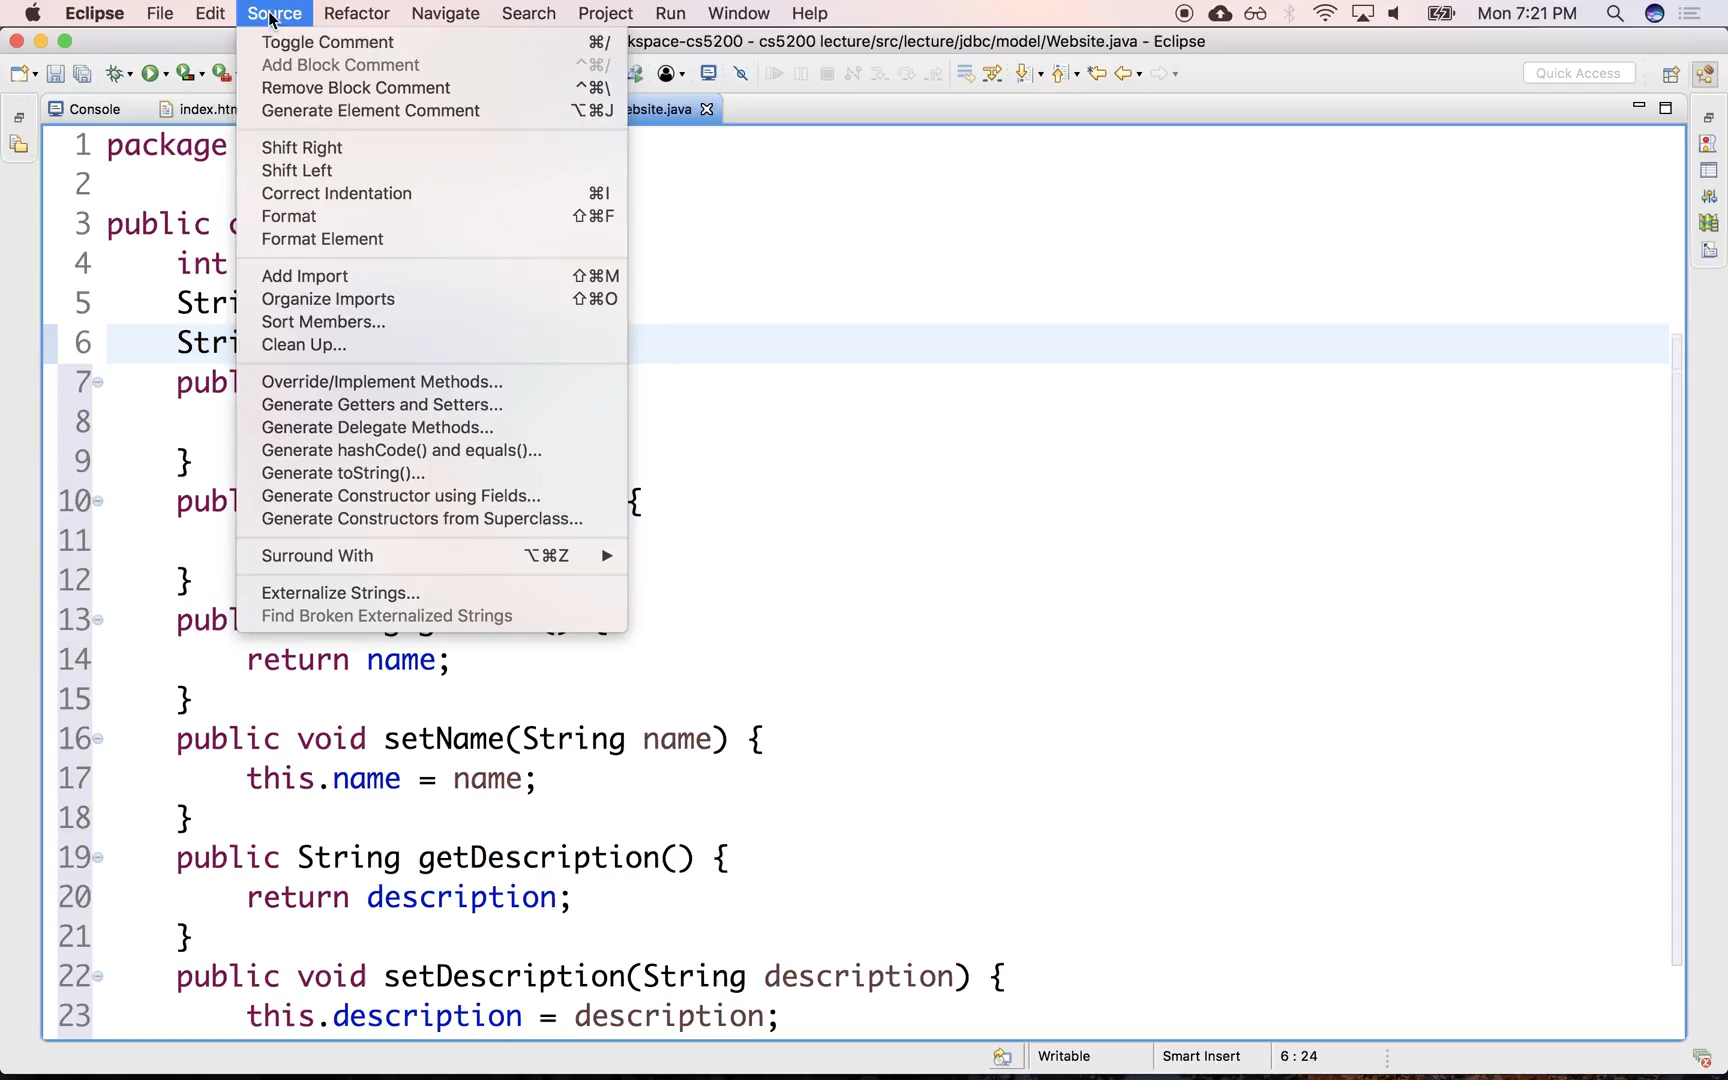 Eclipse File Edit Source Refactor Navigate Search Project Run Window Help Mon 7:21 PM
kspace-cs5200 - cs5200 lecture/src/lecture/jdbc/model/Website.java - Eclipse
Quick Access
Console index.htm ebsite.java
Toggle Comment ⌘/
Add Block Comment ^⌘/
Remove Block Comment ^⌘\
Generate Element Comment ⌥⌘J
Shift Right
Shift Left
Correct Indentation ⌘I
Format ⇧⌘F
Format Element
Add Import ⇧⌘M
Organize Imports ⇧⌘O
Sort Members...
Clean Up...
Override/Implement Methods...
Generate Getters and Setters...
Generate Delegate Methods...
Generate hashCode() and equals()...
Generate toString()...
Generate Constructor using Fields...
Generate Constructors from Superclass...
Surround With ⌥⌘Z
Externalize Strings...
Find Broken Externalized Strings
1 package
2
3 public c
4 int
5 Stri
6 Stri
7 publ
8
9 }
10 publ {
11
12 }
13 publ
14 return name;
15 }
16 public void setName(String name) {
17 this.name = name;
18 }
19 public String getDescription() {
20 return description;
21 }
22 public void setDescription(String description) {
23 this.description = description;
Writable Smart Insert 6 : 24